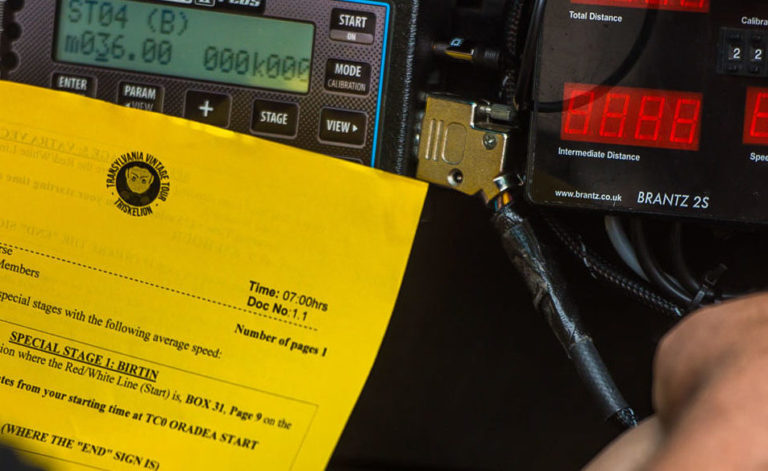 ST04 (B)
m036.00 000k000
START
ON
MODE
CALIBRATION
ENTER
PARAM
VIEW
+
STAGE
VIEW
Total Distance
2 2
Intermediate Distance
www.brantz.co.uk BRANTZ 2S
TRANSYLVANIA VINTAGE TOUR
TRISKELION
Members
Time: 07:00hrs
Doc No:1.1
Number of pages 1
special stages with the following average speed:
SPECIAL STAGE 1: BIRTIN
where the Red/White Line (Start) is, BOX 31, Page 9 on the
from your starting time at TC0 ORADEA START
(WHERE THE "END" SIGN IS)